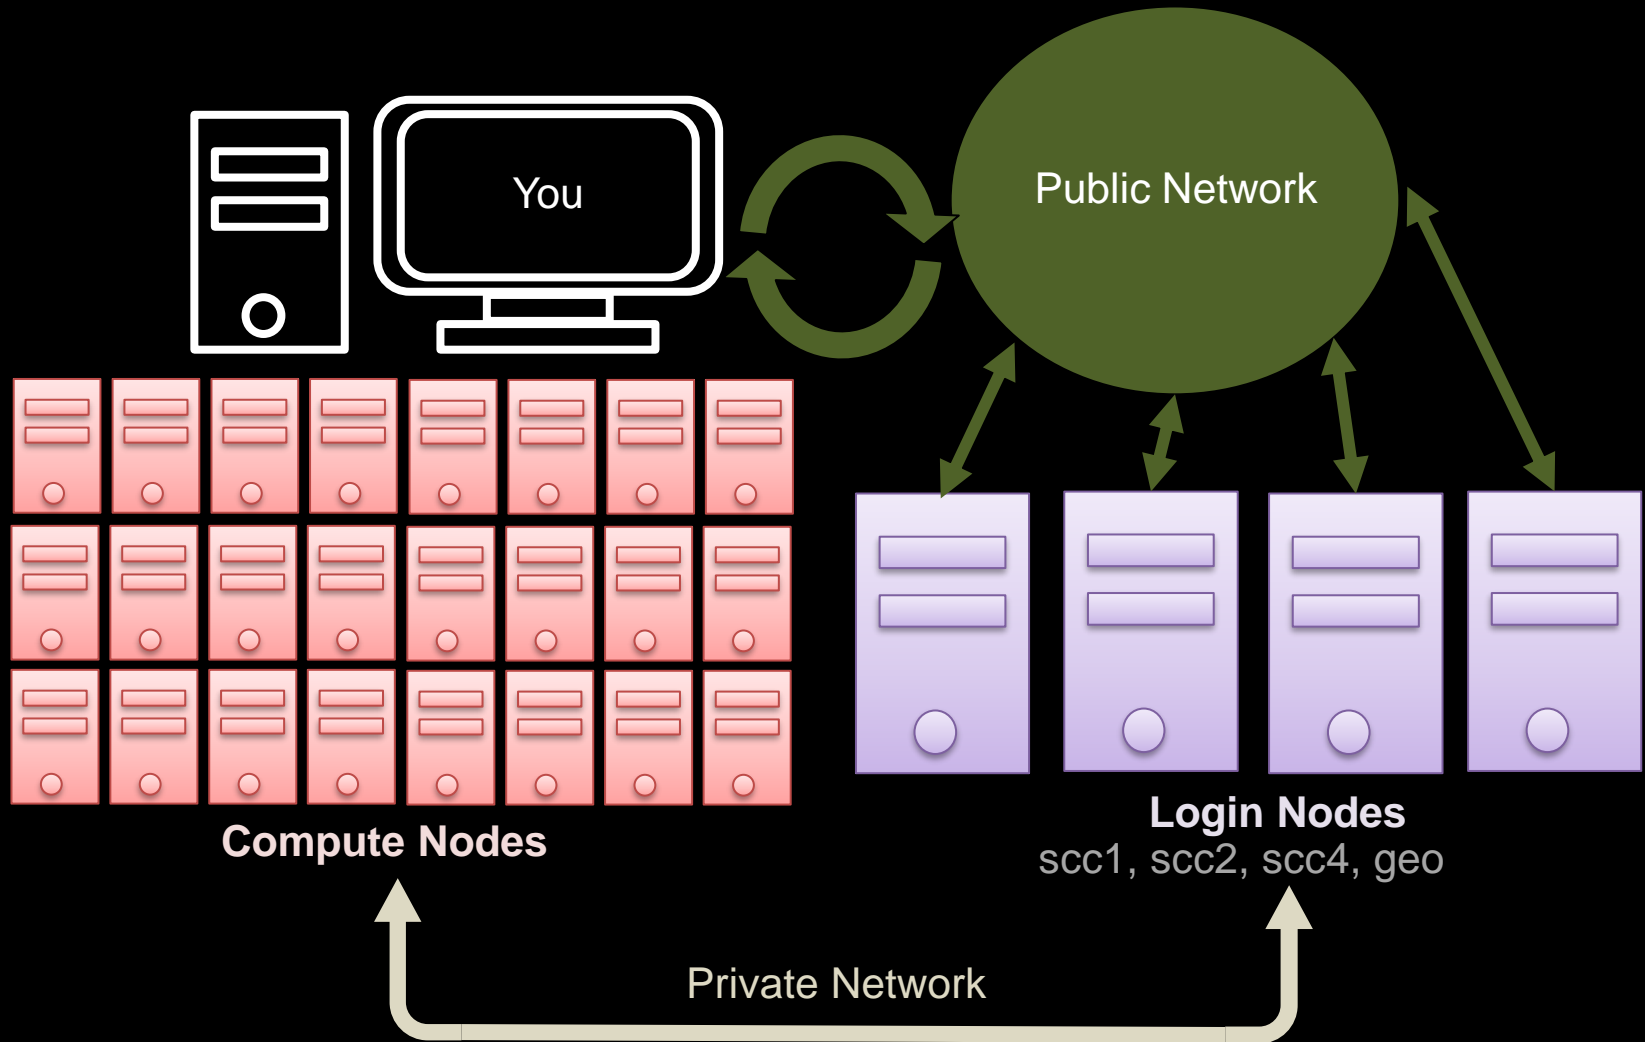 You
Public Network
Compute Nodes
Login Nodes
scc1, scc2, scc4, geo
Private Network